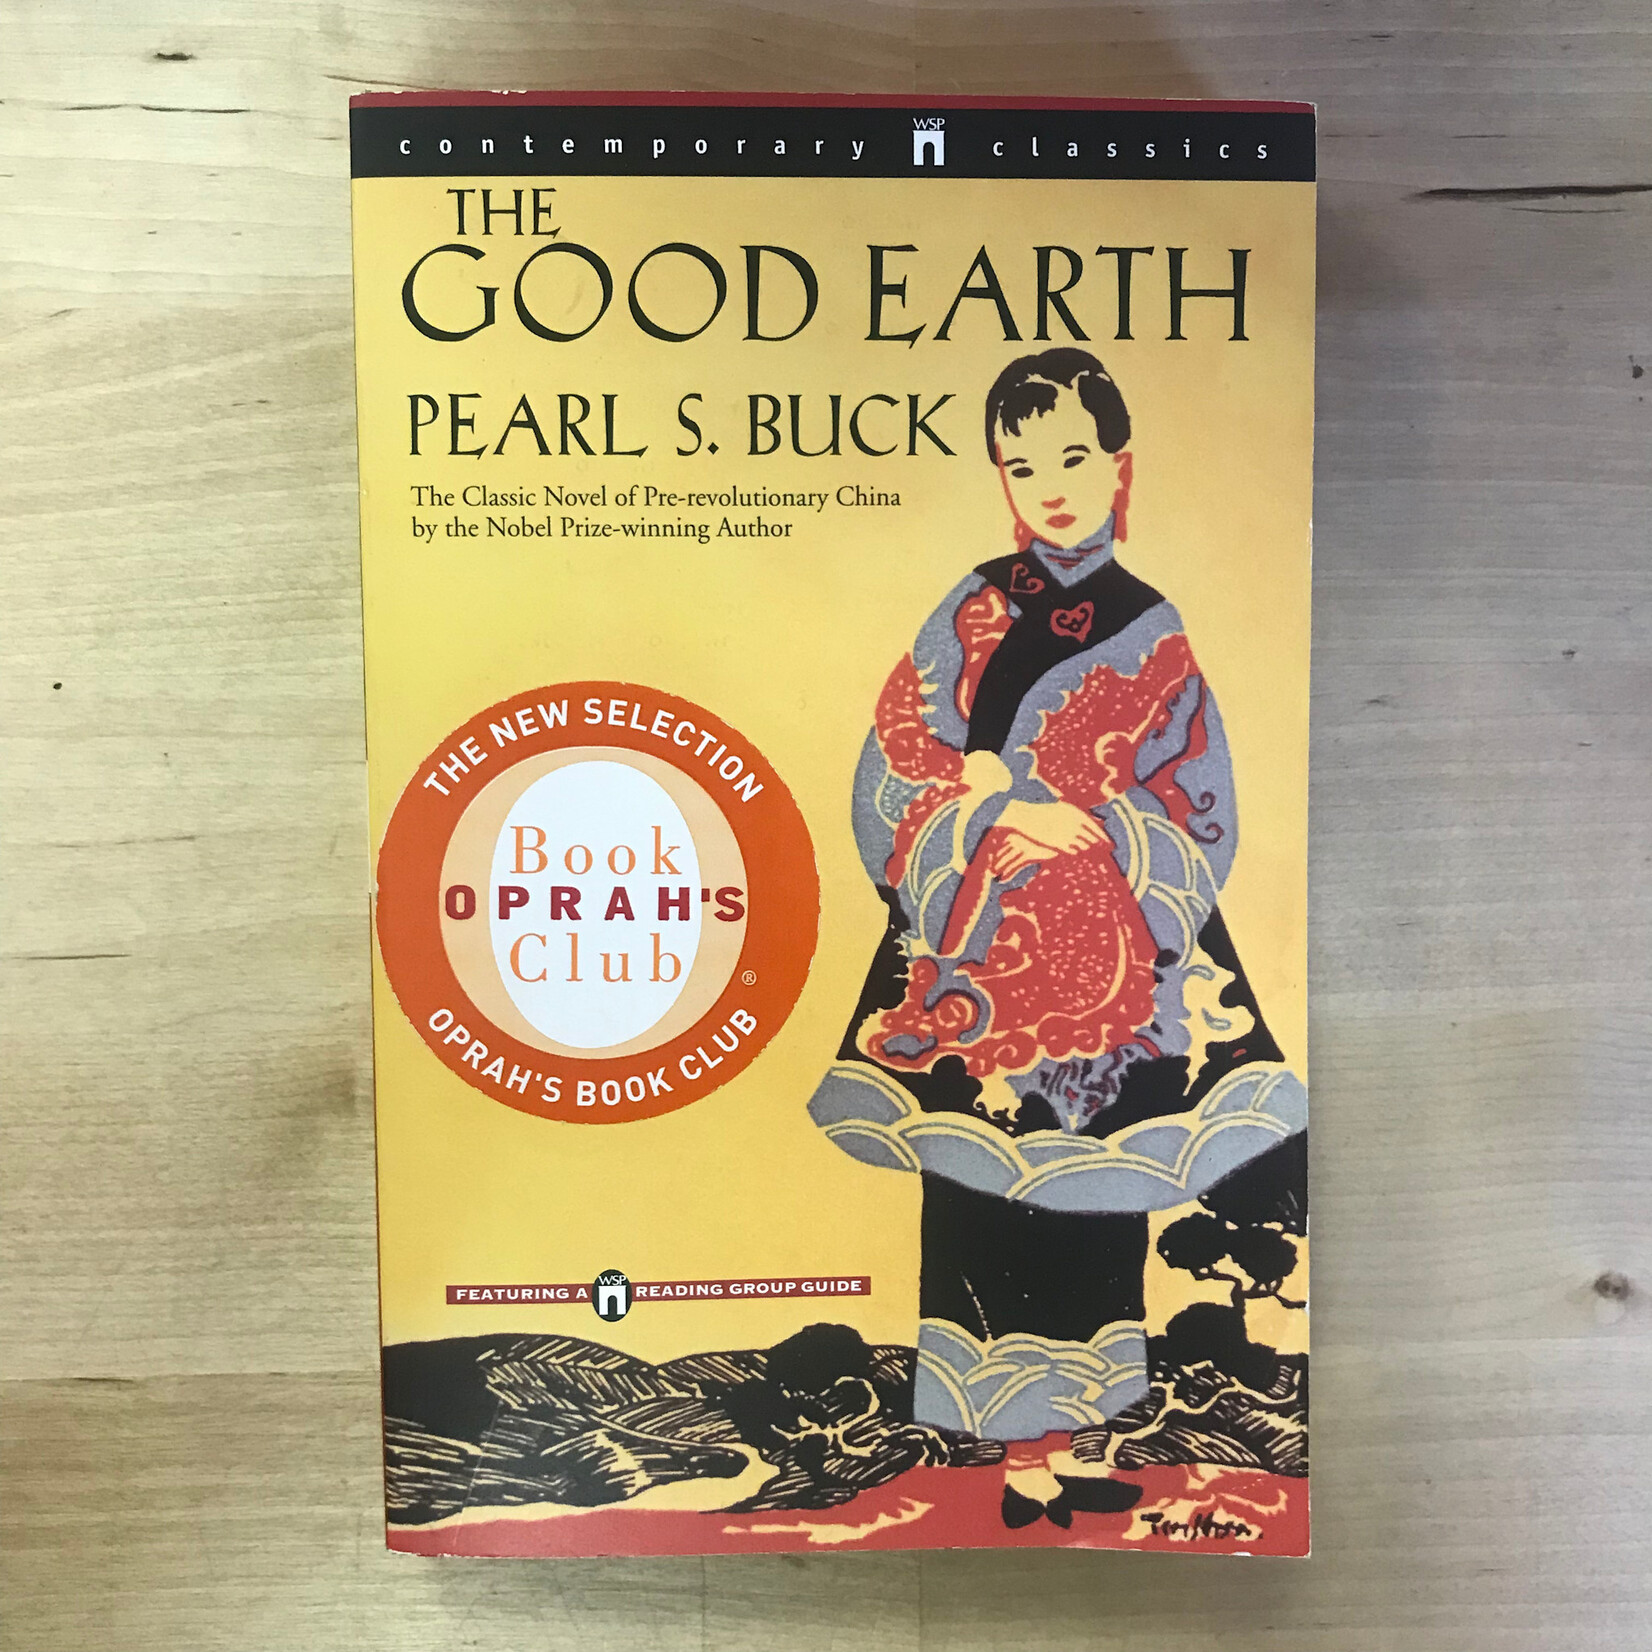 contemporary WSP classics
THE
GOOD EARTH
PEARL S. BUCK
The Classic Novel of Pre-revolutionary China
by the Nobel Prize-winning Author
THE NEW SELECTION
Book
OPRAH'S
Club
®
OPRAH'S BOOK CLUB
FEATURING A WSP READING GROUP GUIDE